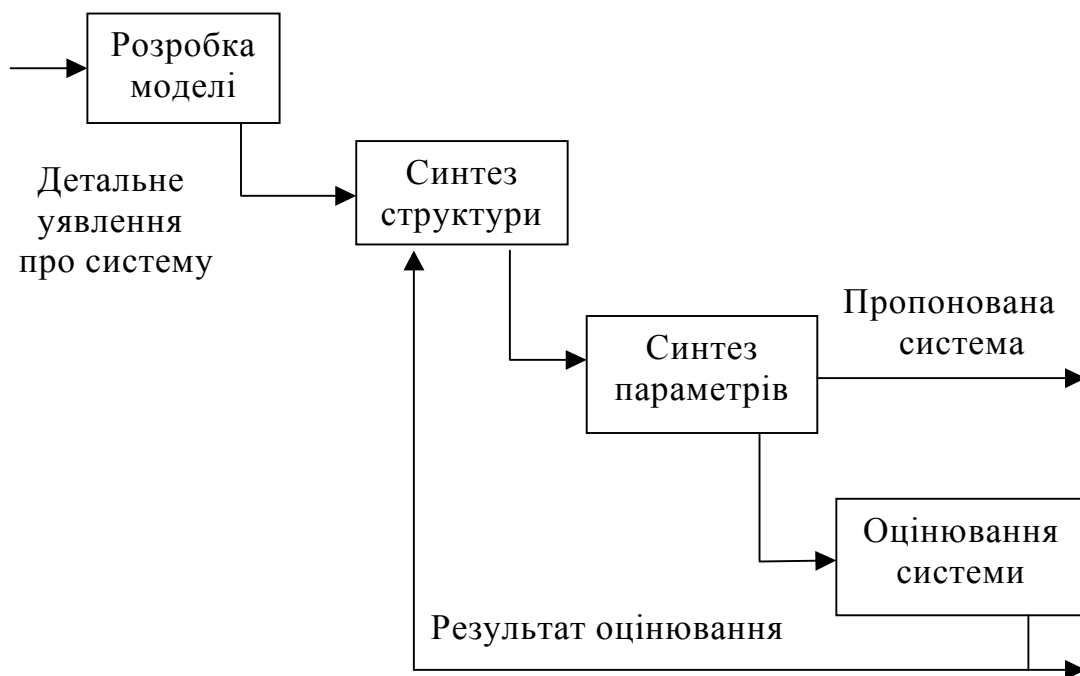 Розробка
моделі
Детальне
уявлення
про систему
Синтез
структури
Пропонована
система
Синтез
параметрів
Оцінювання
системи
Результат оцінювання